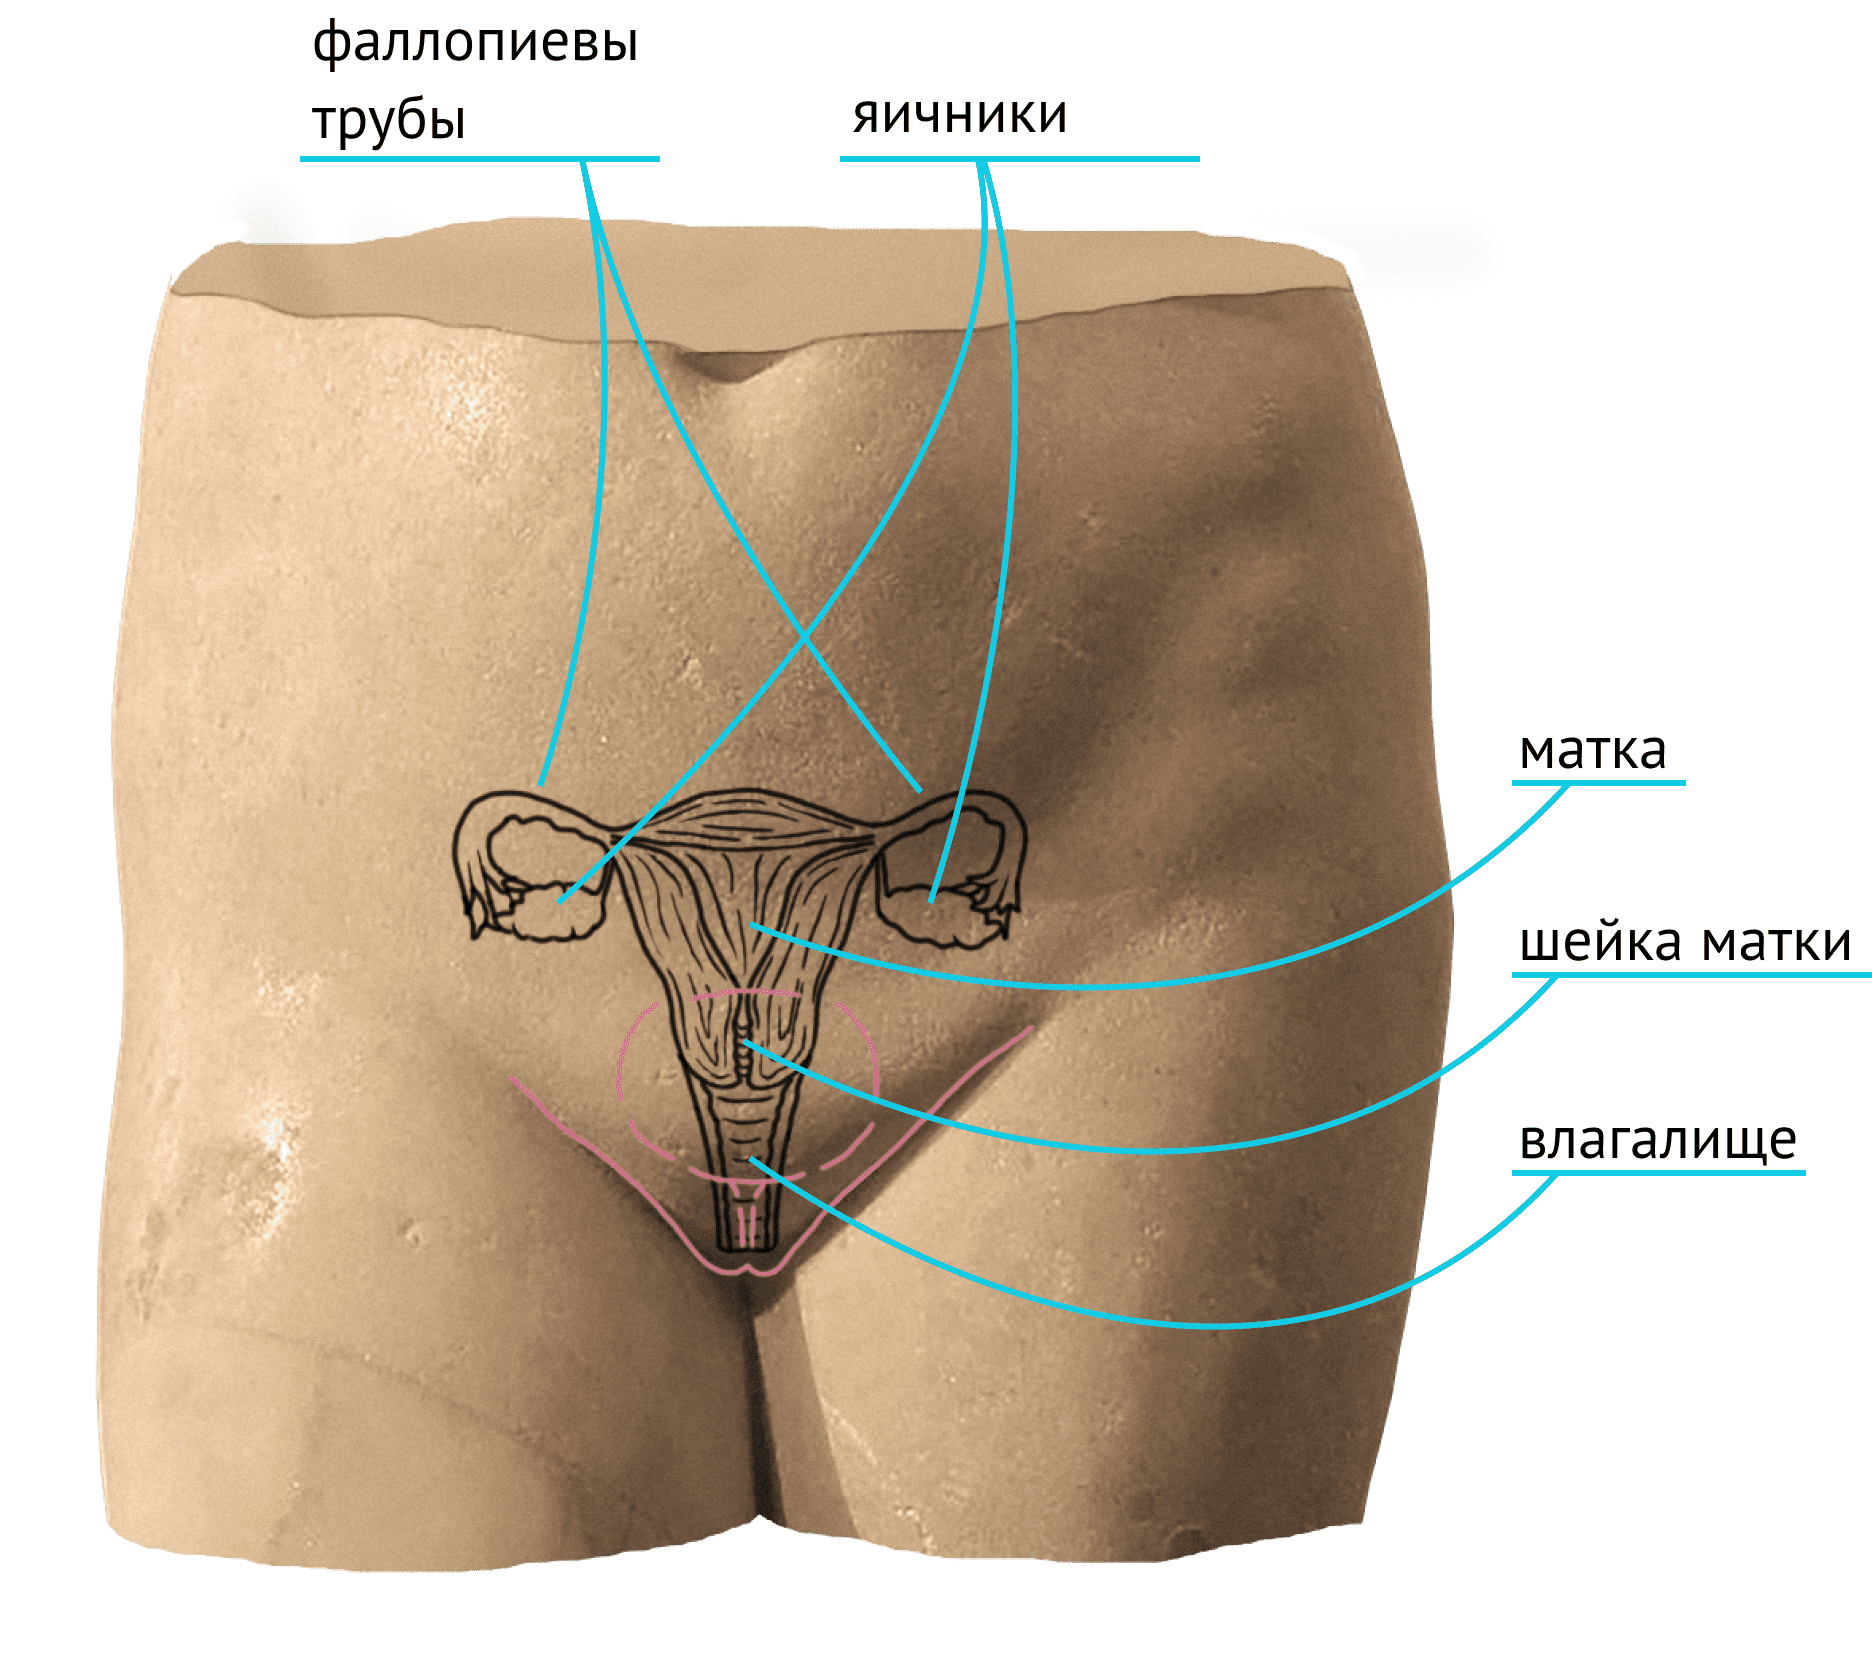 фаллопиевы
трубы
яичники
матка
шейка матки
влагалище